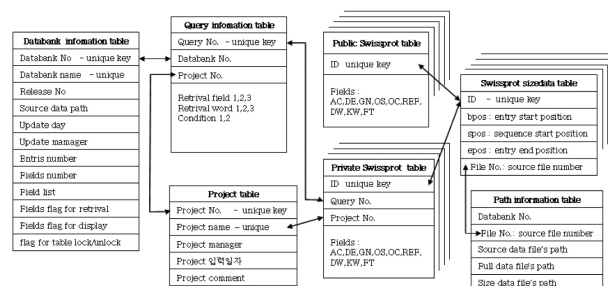 Databank infomation table
Databank No - unique key
Databank name - unique
Release No
Source data path
Update day
Update mamager
Entris number
Fields number
Field list
Fields flag for retrival
Fields flag for display
flag for table lock/unlock
Query infomation table
Query No. - unique key
Databank No.
Project No.
Retrival field 1,2,3
Retrival word 1,2,3
Condition 1,2
Project table
Project No. - unique key
Project name - unique
Project manager
Project 입력일자
Project comment
Public Swissprot table
ID unique key
Fields :
AC,DE,GN,OS,OC,REF,
DW,KW,FT
Private Swissprot table
ID unique key
Query No.
Project No.
Fields :
AC,DE,GN,OS,OC,REF,
DW,KW,FT
Swissprot sizedata table
ID - unique key
bpos : entry start position
spos : sequence start position
epos : entry end position
File No.: source file number
Path information table
Databank No.
File No.: source file number
Source data file's path
Full data file's path
Size data file's path